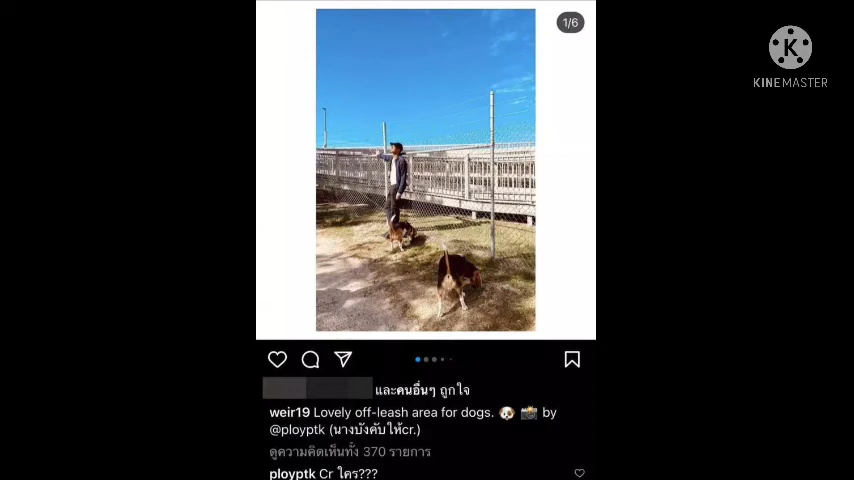 1/6
K
KINEMASTER
และคนอื่นๆ ถูกใจ
weir19 Lovely off-leash area for dogs. 🐶 📸 by
@ployptk (นางบังคับให้cr.)
ดูความคิดเห็นทั้ง 370 รายการ
ployptk Cr ใคร???